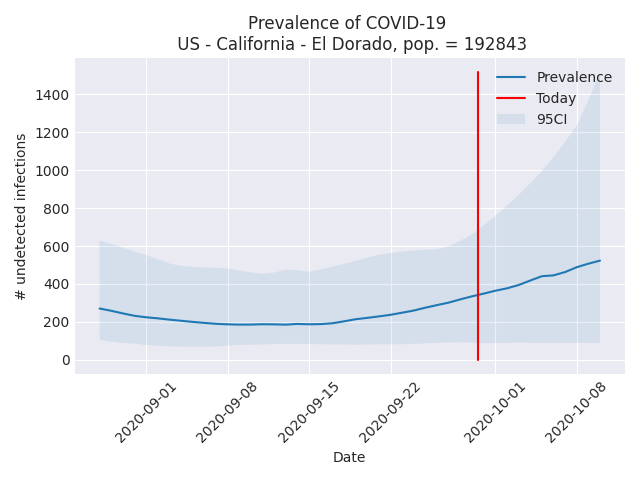 Prevalence of COVID-19
US - California - El Dorado, pop. = 192843
Prevalence
Today
95CI
# undetected infections
1400
1200
1000
800
600
400
200
0
2020-09-01
2020-09-08
2020-09-15
2020-09-22
2020-10-01
2020-10-08
Date